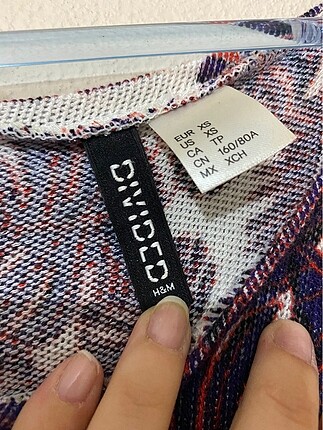 DIVIDED
H&M
EUR XS
US XS
CA TP
CN 160/80A
MX XCH